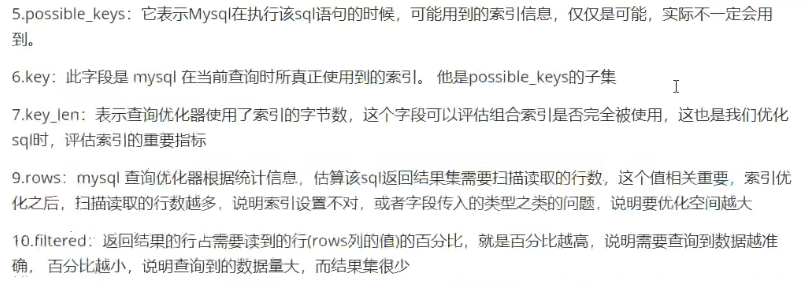 5.possible_keys：它表示Mysql在执行该sql语句的时候，可能用到的索引信息，仅仅是可能，实际不一定会用
到。
6.key：此字段是 mysql 在当前查询时所真正使用到的索引。 他是possible_keys的子集
7.key_len：表示查询优化器使用了索引的字节数，这个字段可以评估组合索引是否完全被使用，这也是我们优化
sql时，评估索引的重要指标
9.rows：mysql 查询优化器根据统计信息，估算该sql返回结果集需要扫描读取的行数，这个值相关重要，索引优
化之后，扫描读取的行数越多，说明索引设置不对，或者字段传入的类型之类的问题，说明要优化空间越大
10.filtered：返回结果的行占需要读到的行(rows列的值)的百分比，就是百分比越高，说明需要查询到数据越准
确， 百分比越小，说明查询到的数据量大，而结果集很少